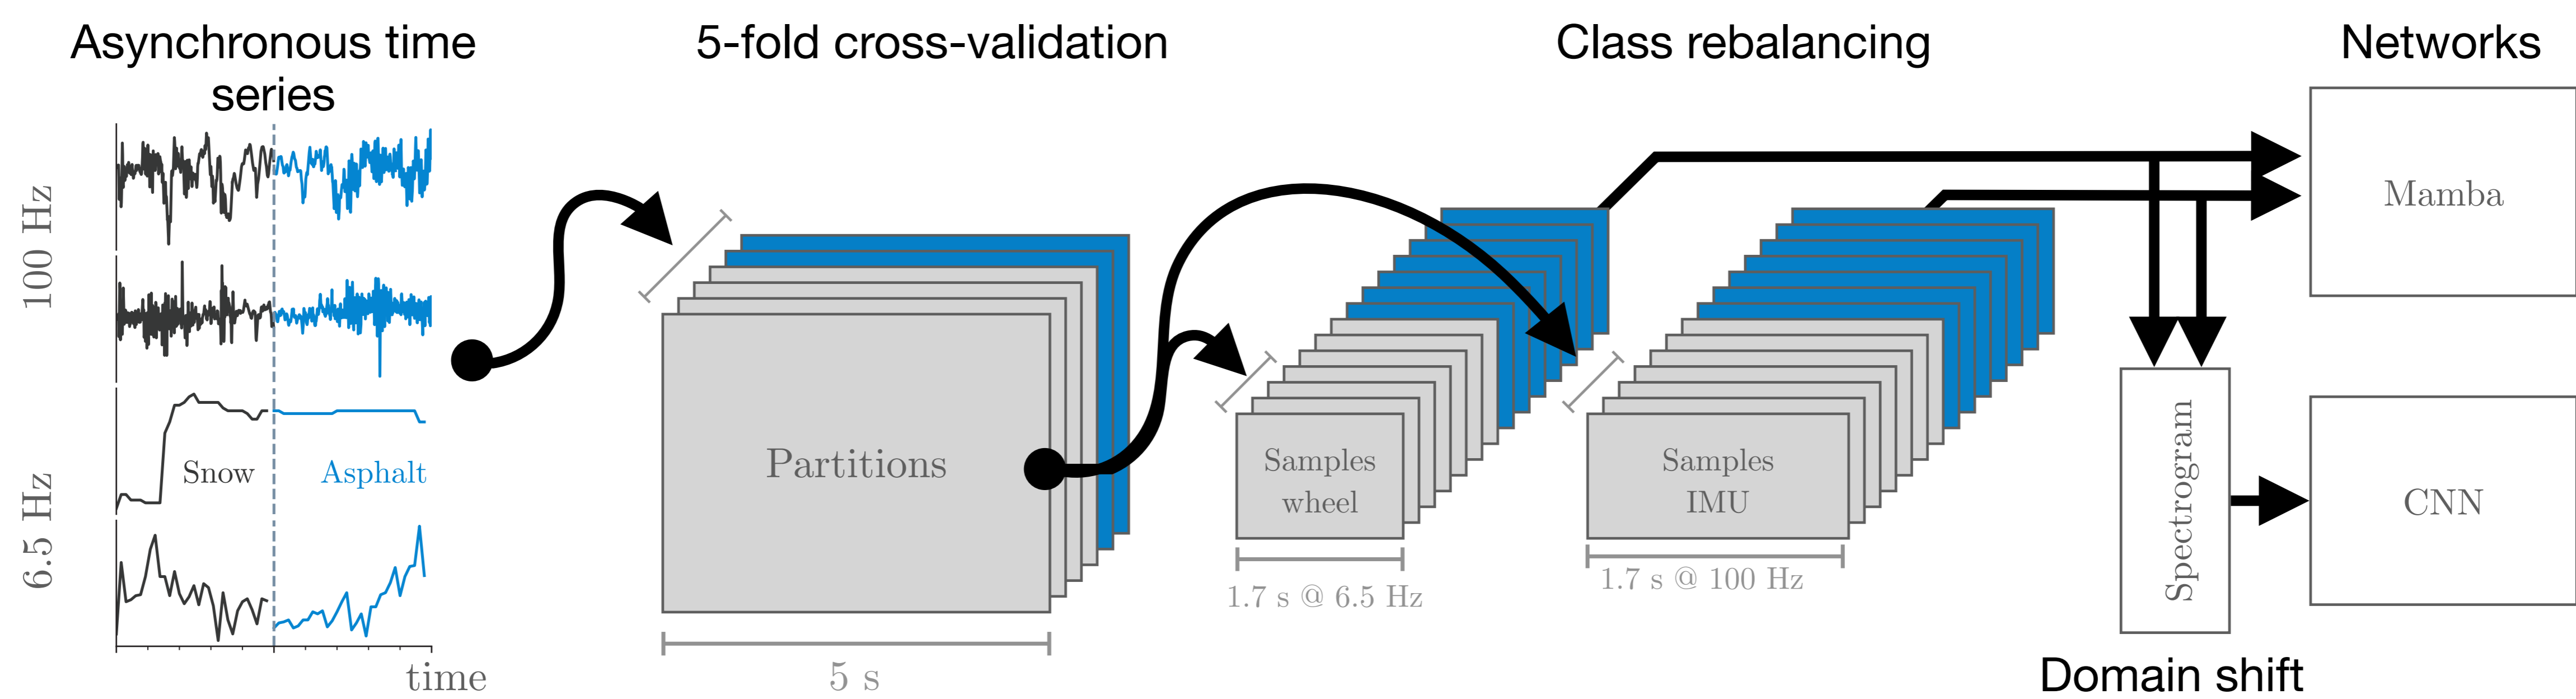 Asynchronous time
series
5-fold cross-validation
Class rebalancing
Networks
100 Hz
6.5 Hz
Snow
Asphalt
time
Partitions
5 s
Samples
wheel
1.7 s @ 6.5 Hz
Samples
IMU
1.7 s @ 100 Hz
Mamba
Spectrogram
CNN
Domain shift